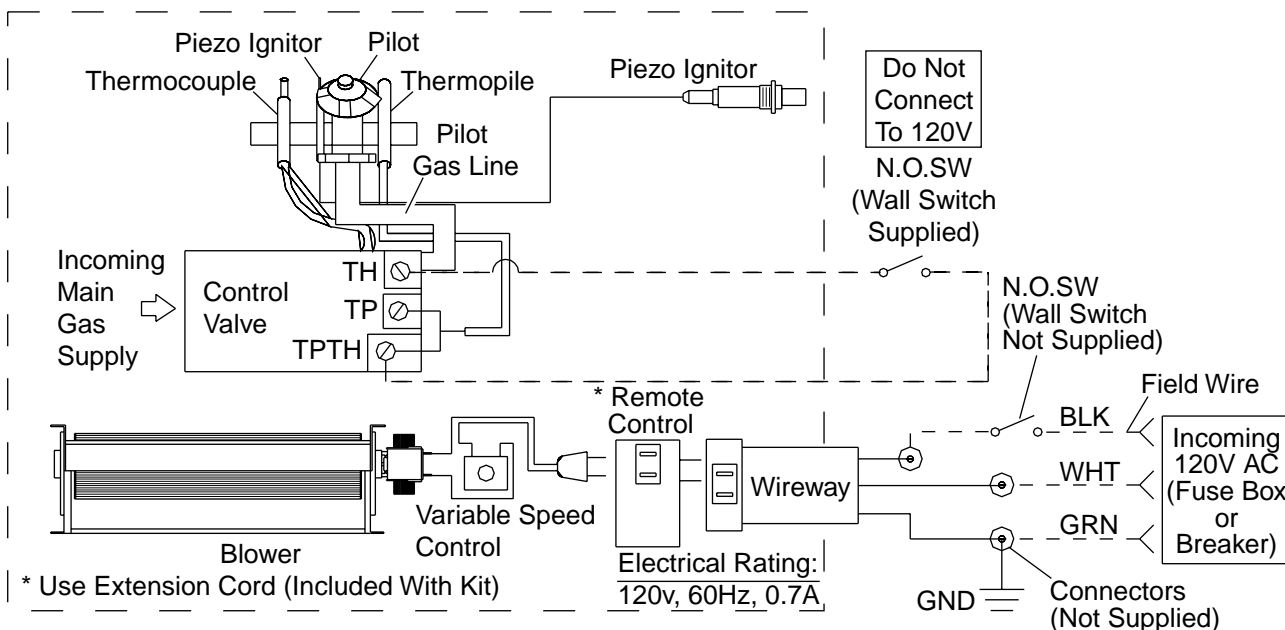 Piezo Ignitor
Pilot
Thermocouple
Thermopile
Pilot
Gas Line
Piezo Ignitor
Do Not
Connect
To 120V
N.O.SW
(Wall Switch
Supplied)
Incoming
Main
Gas
Supply
Control
Valve
TH
TP
TPTH
N.O.SW
(Wall Switch
Not Supplied)
Field Wire
* Remote
Control
BLK
WHT
GRN
Incoming
120V AC
(Fuse Box
or
Breaker)
Wireway
Variable Speed
Control
Blower
* Use Extension Cord (Included With Kit)
Electrical Rating:
120v, 60Hz, 0.7A
GND
Connectors
(Not Supplied)